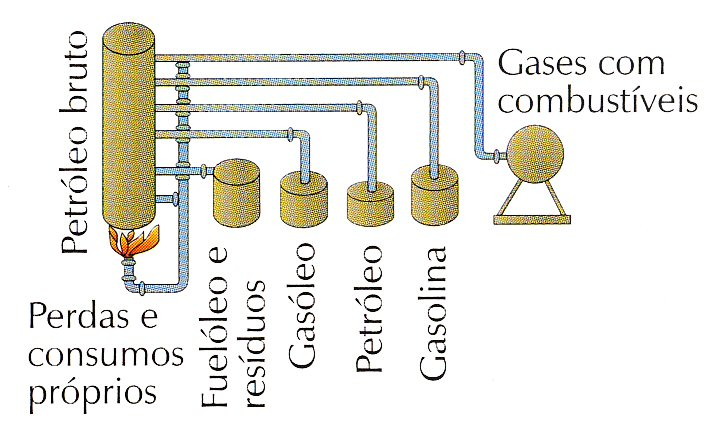 Petróleo bruto
Gases com
combustíveis
Perdas e
consumos
próprios
Fuelóleo e
resíduos
Gasóleo
Petróleo
Gasolina